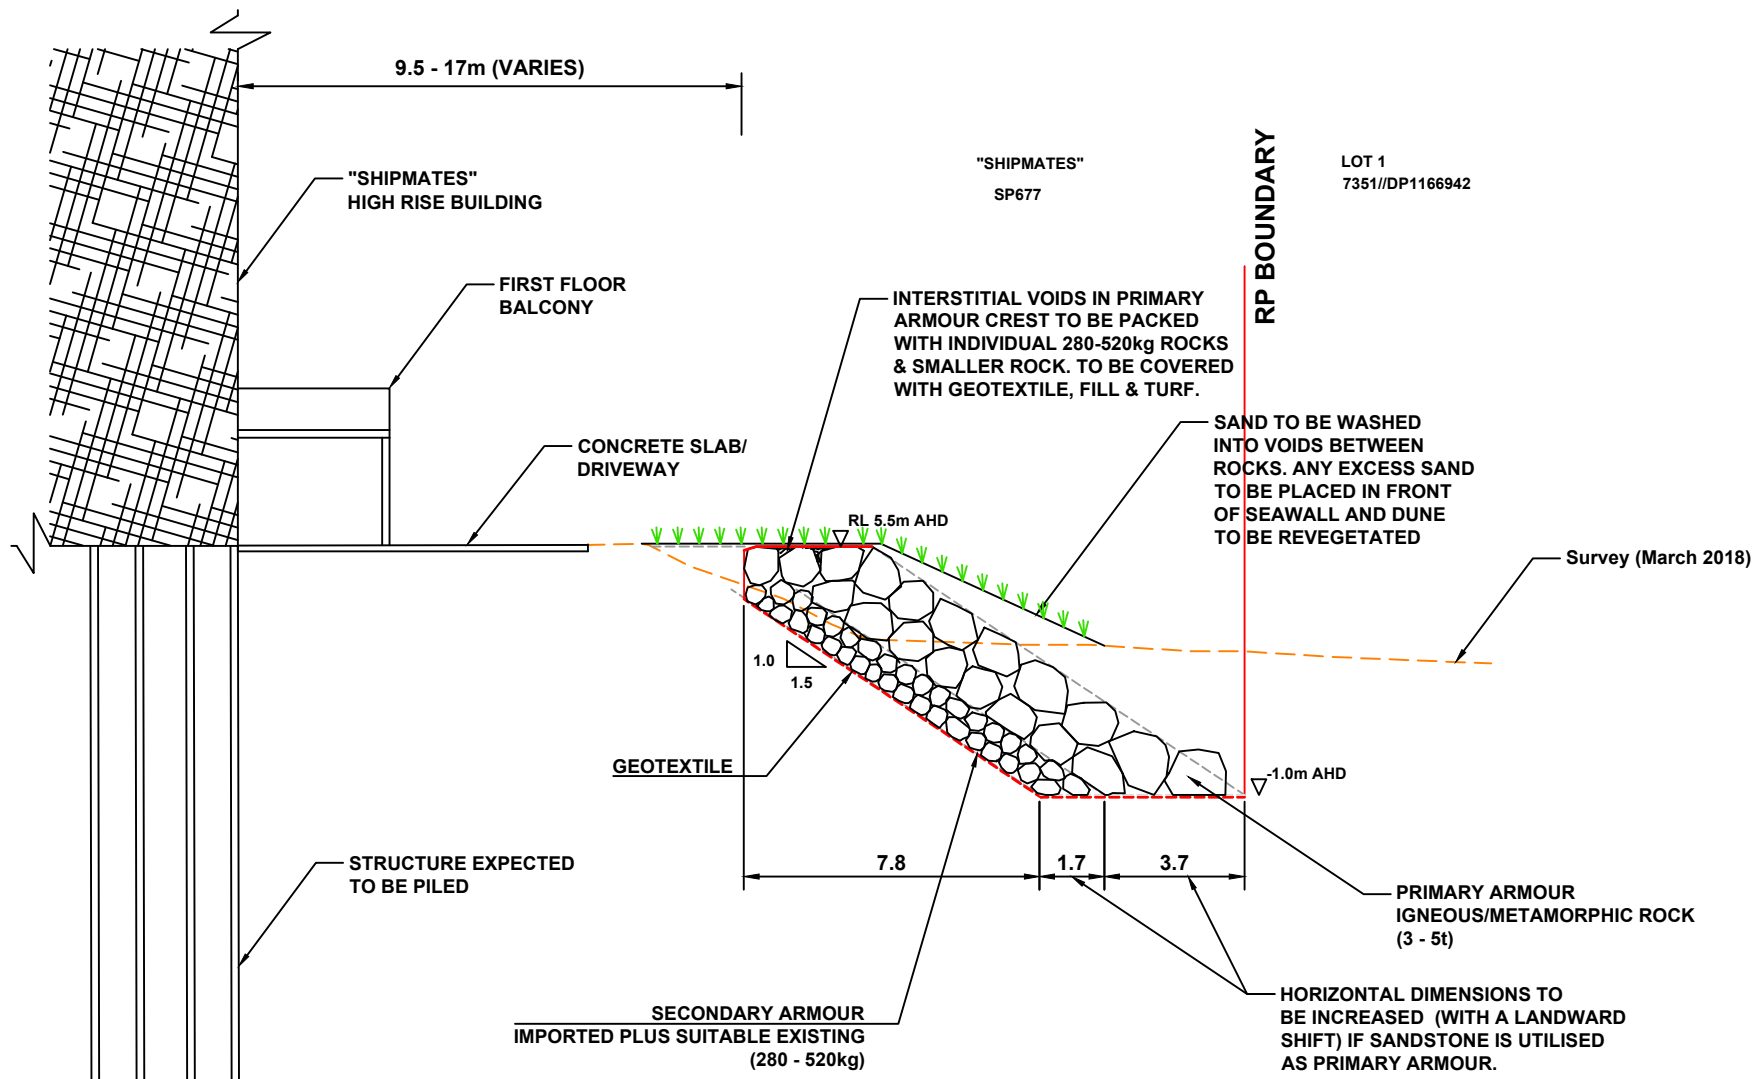 9.5 - 17m (VARIES)
"SHIPMATES"
HIGH RISE BUILDING
"SHIPMATES"
SP677
RP BOUNDARY
LOT 1
7351//DP1166942
FIRST FLOOR
BALCONY
INTERSTITIAL VOIDS IN PRIMARY
ARMOUR CREST TO BE PACKED
WITH INDIVIDUAL 280-520kg ROCKS
& SMALLER ROCK. TO BE COVERED
WITH GEOTEXTILE, FILL & TURF.
CONCRETE SLAB/
DRIVEWAY
SAND TO BE WASHED
INTO VOIDS BETWEEN
ROCKS. ANY EXCESS SAND
TO BE PLACED IN FRONT
OF SEAWALL AND DUNE
TO BE REVEGETATED
RL 5.5m AHD
Survey (March 2018)
1.0
1.5
GEOTEXTILE
-1.0m AHD
7.8
1.7
3.7
STRUCTURE EXPECTED
TO BE PILED
PRIMARY ARMOUR
IGNEOUS/METAMORPHIC ROCK
(3 - 5t)
SECONDARY ARMOUR
IMPORTED PLUS SUITABLE EXISTING
(280 - 520kg)
HORIZONTAL DIMENSIONS TO
BE INCREASED (WITH A LANDWARD
SHIFT) IF SANDSTONE IS UTILISED
AS PRIMARY ARMOUR.